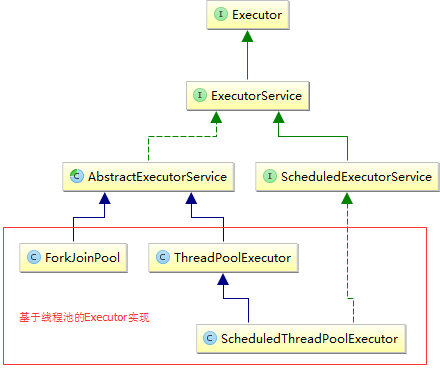 I Executor
I ExecutorService
C AbstractExecutorService
I ScheduledExecutorService
C ForkJoinPool
C ThreadPoolExecutor
基于线程池的Executor实现
C ScheduledThreadPoolExecutor